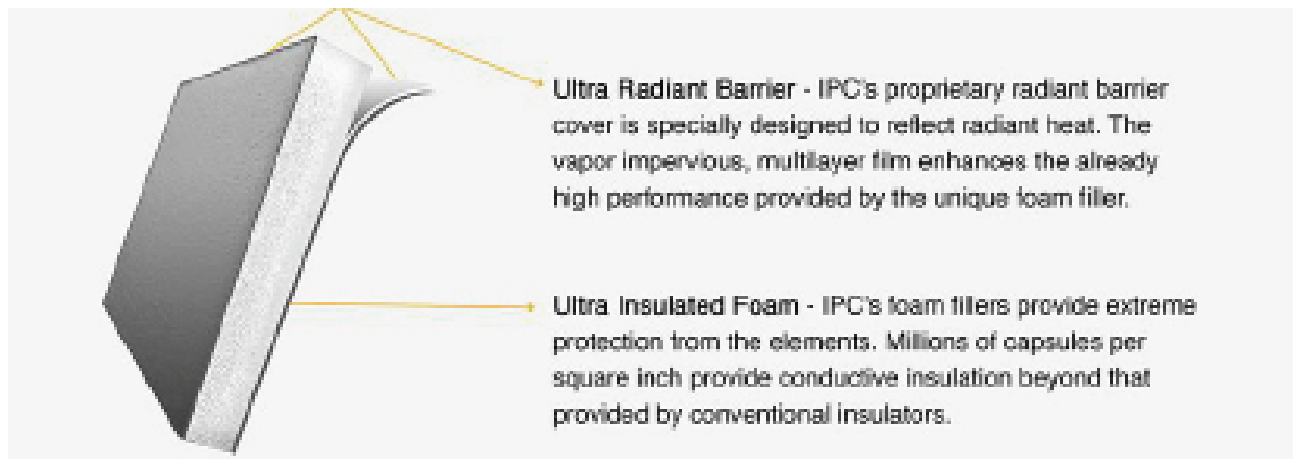 Ultra Radiant Barrier - IPC's proprietary radiant barrier
cover is specially designed to reflect radiant heat. The
vapor impervious, multilayer film enhances the already
high performance provided by the unique foam filler.
Ultra Insulated Foam - IPC's foam fillers provide extreme
protection from the elements. Millions of capsules per
square inch provide conductive insulation beyond that
provided by conventional insulators.